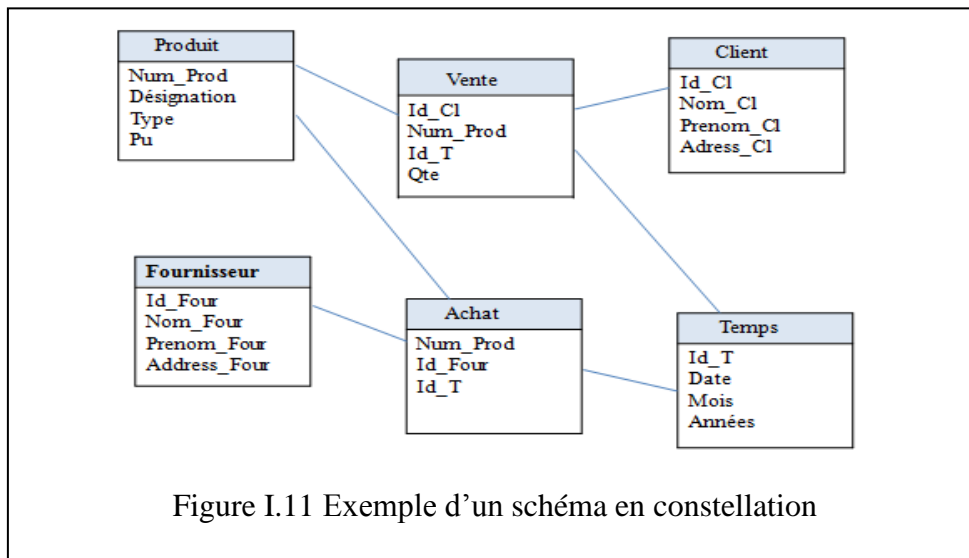 Produit
Num_Prod
Désignation
Type
Pu
Vente
Id_Cl
Num_Prod
Id_T
Qte
Client
Id_Cl
Nom_Cl
Prenom_Cl
Adress_Cl
Fournisseur
Id_Four
Nom_Four
Prenom_Four
Address_Four
Achat
Num_Prod
Id_Four
Id_T
Temps
Id_T
Date
Mois
Années
Figure I.11 Exemple d’un schéma en constellation